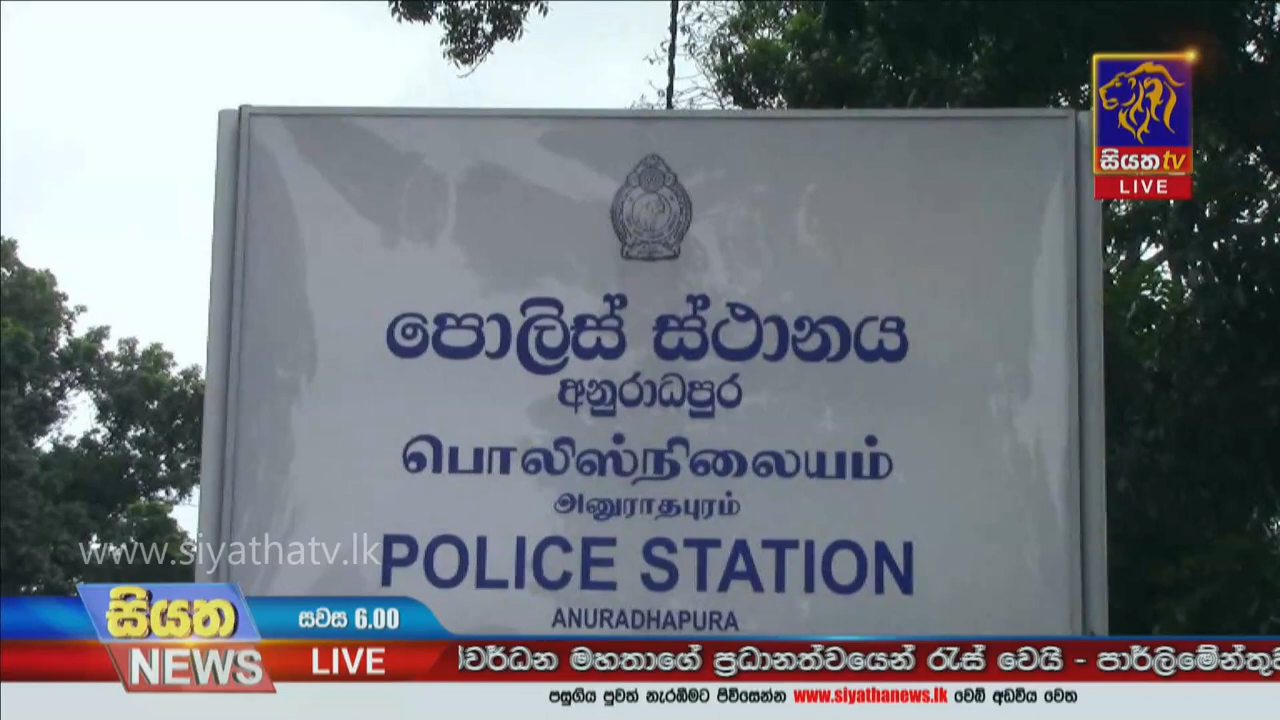 සියත tv
LIVE
පොලිස් ස්ථානය
අනුරාධපුර
பொலிஸ்நிலையம்
அனுராதபுரம்
www.siyathatv.lk
POLICE STATION
ANURADHAPURA
සියත
සවස 6.00
NEWS
LIVE
වර්ධන මහතාගේ ප්‍රධානත්වයෙන් රැස් වෙයි - පාර්ලිමේන්තුව
පසුගිය පුවත් නැරඹීමට පිවිසෙන්න www.siyathanews.lk වෙබ් අඩවිය වෙත